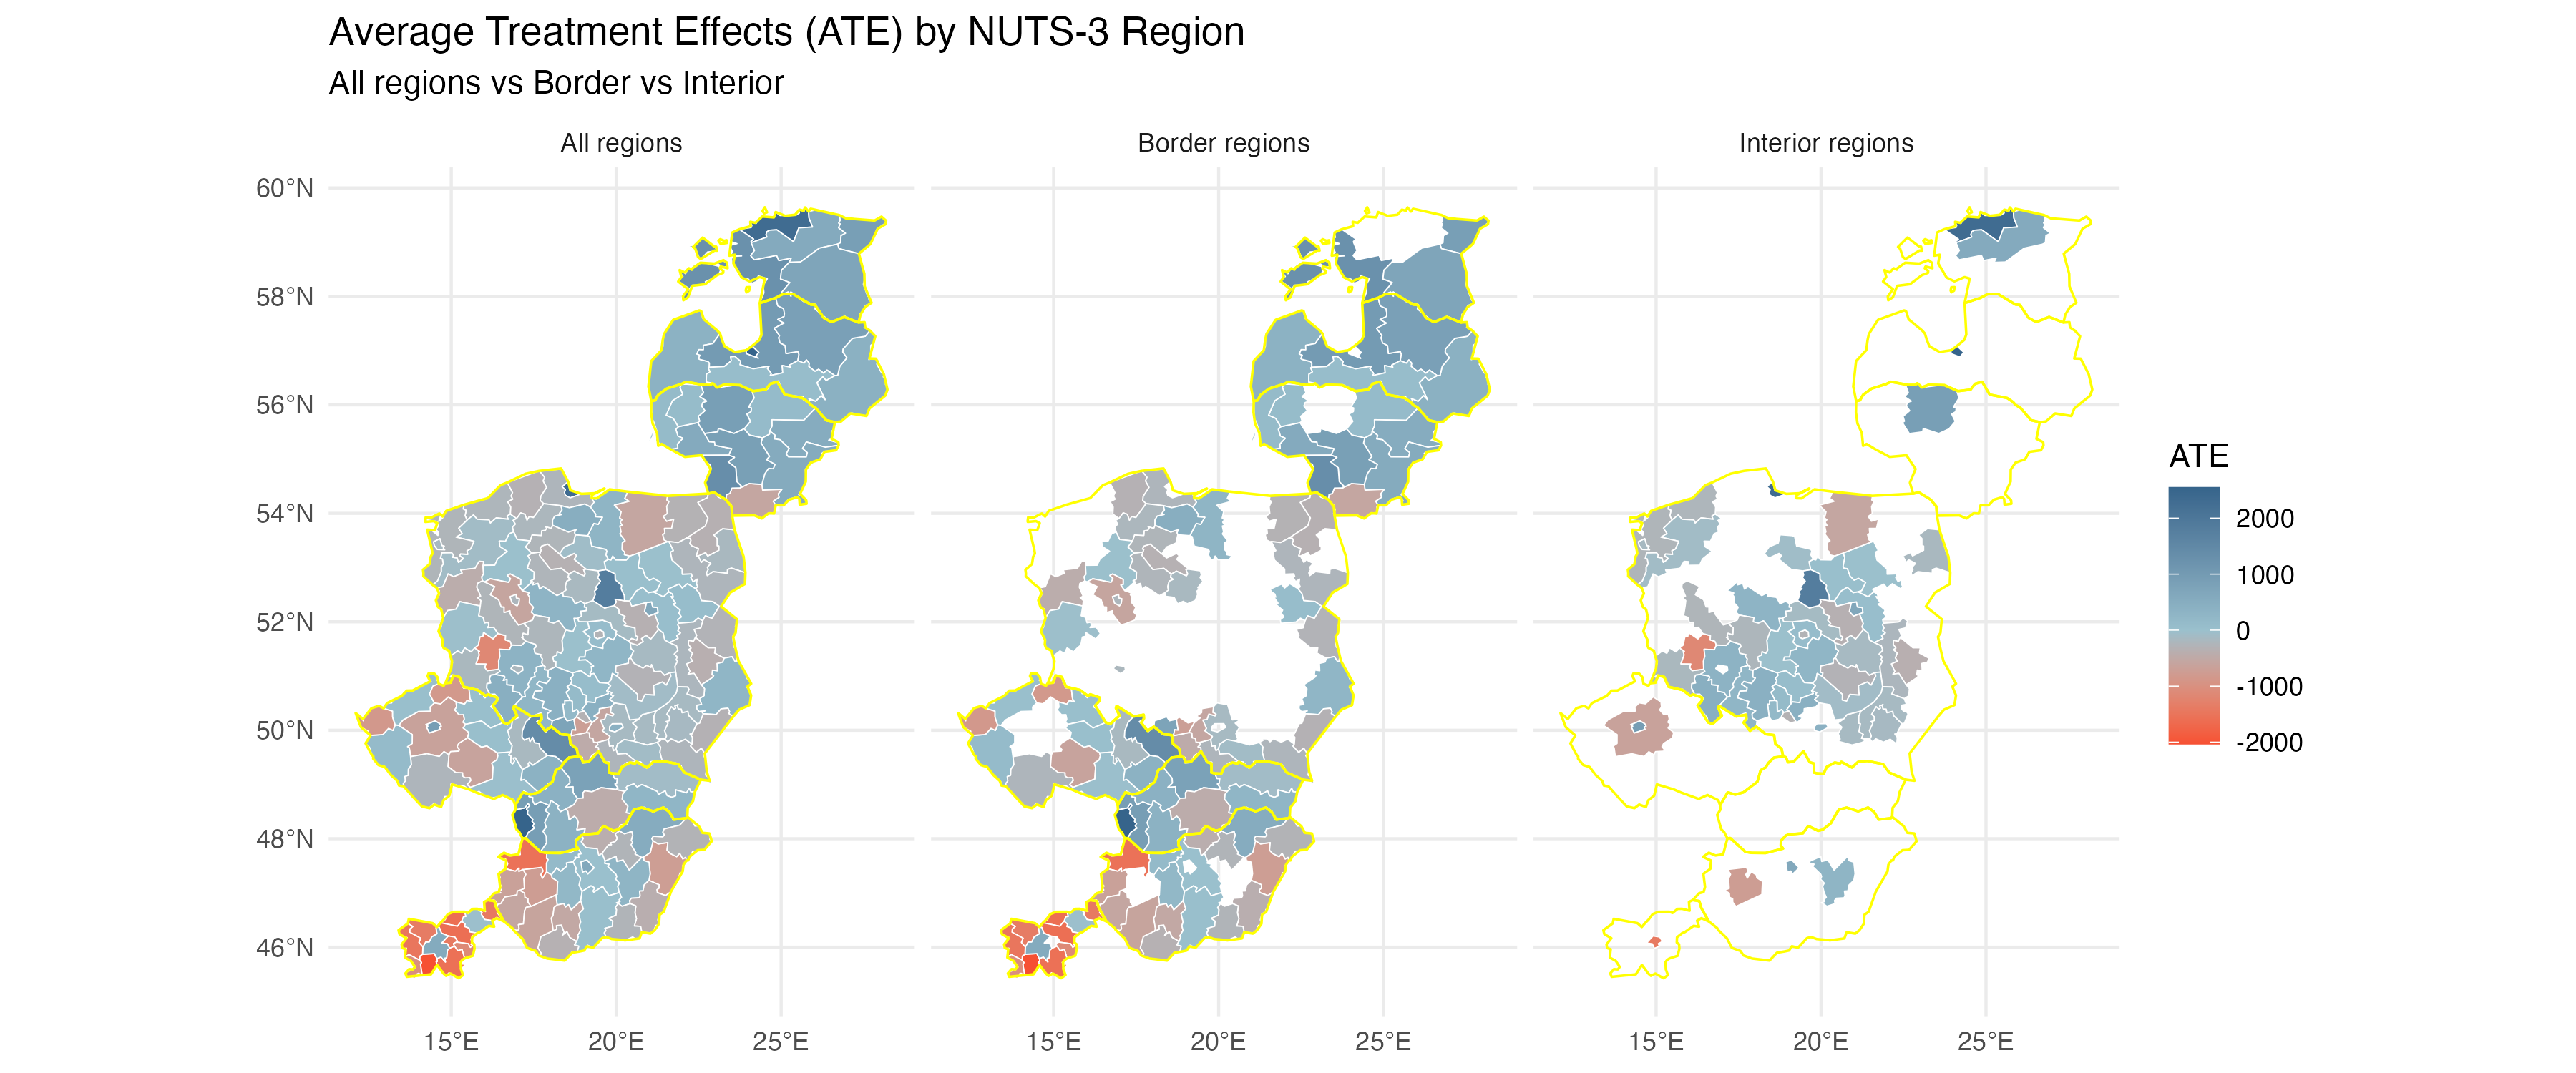 Average Treatment Effects (ATE) by NUTS-3 Region
All regions vs Border vs Interior
All regions
Border regions
Interior regions
60°N
58°N
56°N
54°N
52°N
50°N
48°N
46°N
15°E 20°E 25°E
15°E 20°E 25°E
15°E 20°E 25°E
ATE
2000
1000
0
-1000
-2000